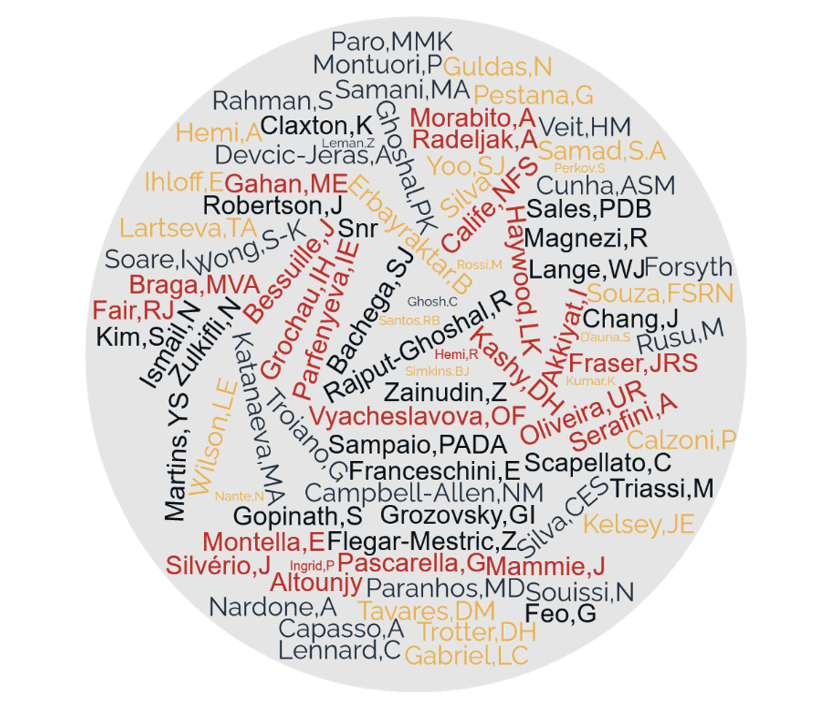 Paro,MMK
Montuori,P
Guldas,N
Samani,MA
Pestana,G
Rahman,S
Ghoshal,PK
Morabito,A
Veit,HM
Hemi,A
Claxton,K
Radeljak,A
Leman,Z
Devcic-Jeras,A
Yoo,SJ
Samad,S.A
Perkov,S
Ihloff,E
Gahan,ME
Erbayraktar,B
Silva
Calife,NFS
Cunha,ASM
Robertson,J
Haywood,LK
Sales,PDB
Lartseva,TA
Wong,S-K
Bessuille,J
Snr
Magnezi,R
Soare,I
Grochau,IH
Parfenyeva,IE
Bachega,SJ
Rossi,M
Lange,WJ
Forsyth
Braga,MVA
Ghosh,C
Akkiyat,I
Souza,FSRN
Fair,RJ
Ismail,N
Zulkifli,N
Santos,RB
Rajput-Ghoshal,R
Chang,J
Kim,S
Katanaeva,MA
Hemi,R
Kashy,DH
D'auria,S
Rusu,M
Simkins,BJ
Fraser,JRS
Kumar,K
Martins,YS
Wilson,LE
Troiano,G
Zainudin,Z
Oliveira,UR
Vyacheslavova,OF
Serafini,A
Sampaio,PADA
Calzoni,P
Franceschini,E
Scapellato,C
Nante,N
Campbell-Allen,NM
Silva,CES
Triassi,M
Gopinath,S
Grozovsky,GI
Kelsey,JE
Montella,E
Flegar-Mestric,Z
Silvério,J
Ingrid,P
Pascarella,G
Mammie,J
Altounjy
Paranhos,MD
Souissi,N
Nardone,A
Tavares,DM
Feo,G
Capasso,A
Trotter,DH
Lennard,C
Gabriel,LC